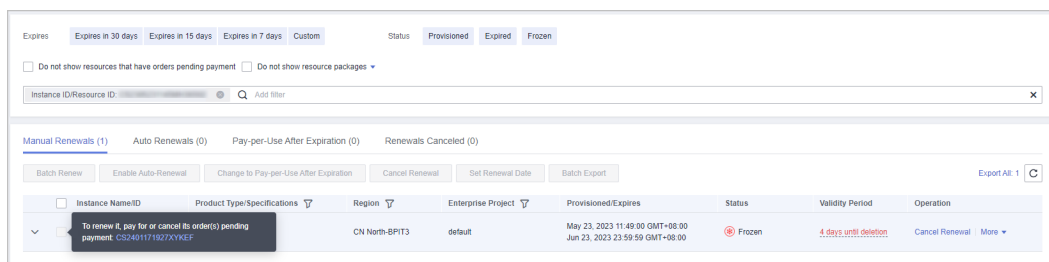 Expires Expires in 30 days Expires in 15 days Expires in 7 days Custom Status Provisioned Expired Frozen
Do not show resources that have orders pending payment Do not show resource packages
Instance ID/Resource ID: Add filter
Manual Renewals (1) Auto Renewals (0) Pay-per-Use After Expiration (0) Renewals Canceled (0)
Batch Renew Enable Auto-Renewal Change to Pay-per-Use After Expiration Cancel Renewal Set Renewal Date Batch Export Export All: 1
Instance Name/ID Product Type/Specifications Region Enterprise Project Provisioned/Expires Status Validity Period Operation
To renew it, pay for or cancel its order(s) pending
payment: CS2401171927XYKEF
CN North-BPIT3 default
May 23, 2023 11:49:00 GMT+08:00
Jun 23, 2023 23:59:59 GMT+08:00
Frozen 4 days until deletion Cancel Renewal More